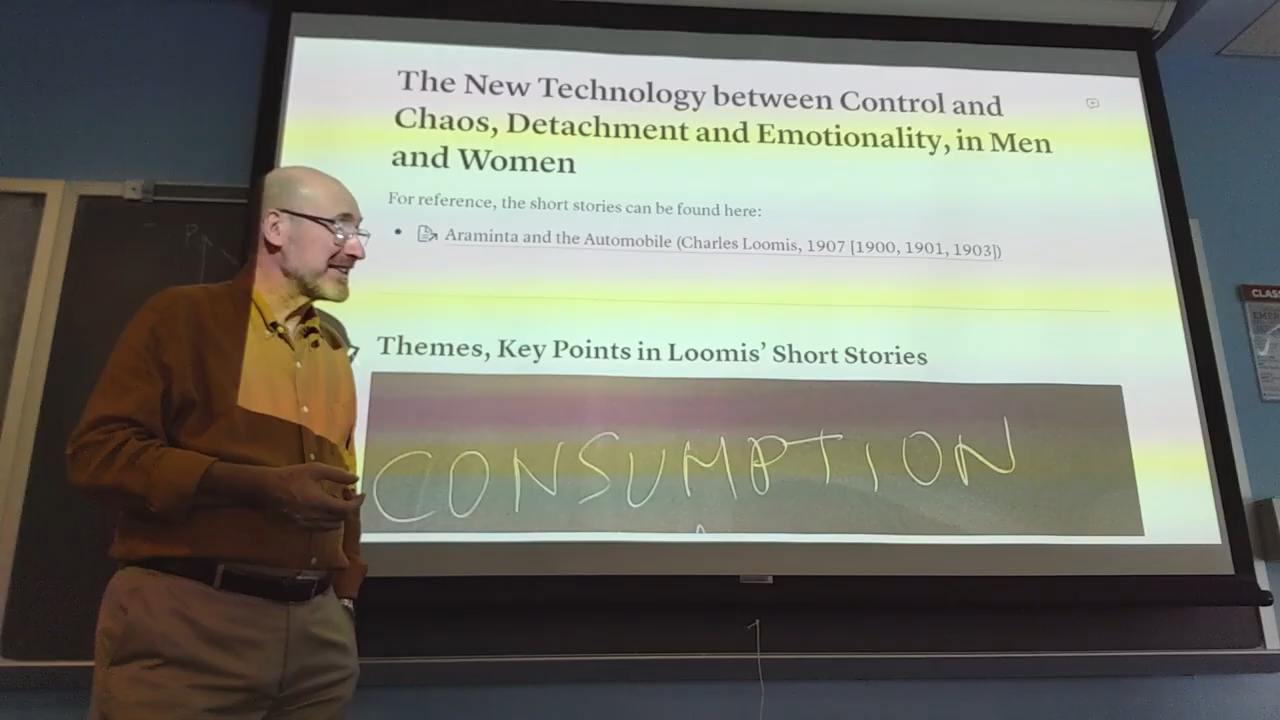 The New Technology between Control and
Chaos, Detachment and Emotionality, in Men
and Women
For reference, the short stories can be found here:
• Araminta and the Automobile (Charles Loomis, 1907 [1900, 1901, 1903])
Themes, Key Points in Loomis' Short Stories
CONSUMPTION
CLAS
EMER